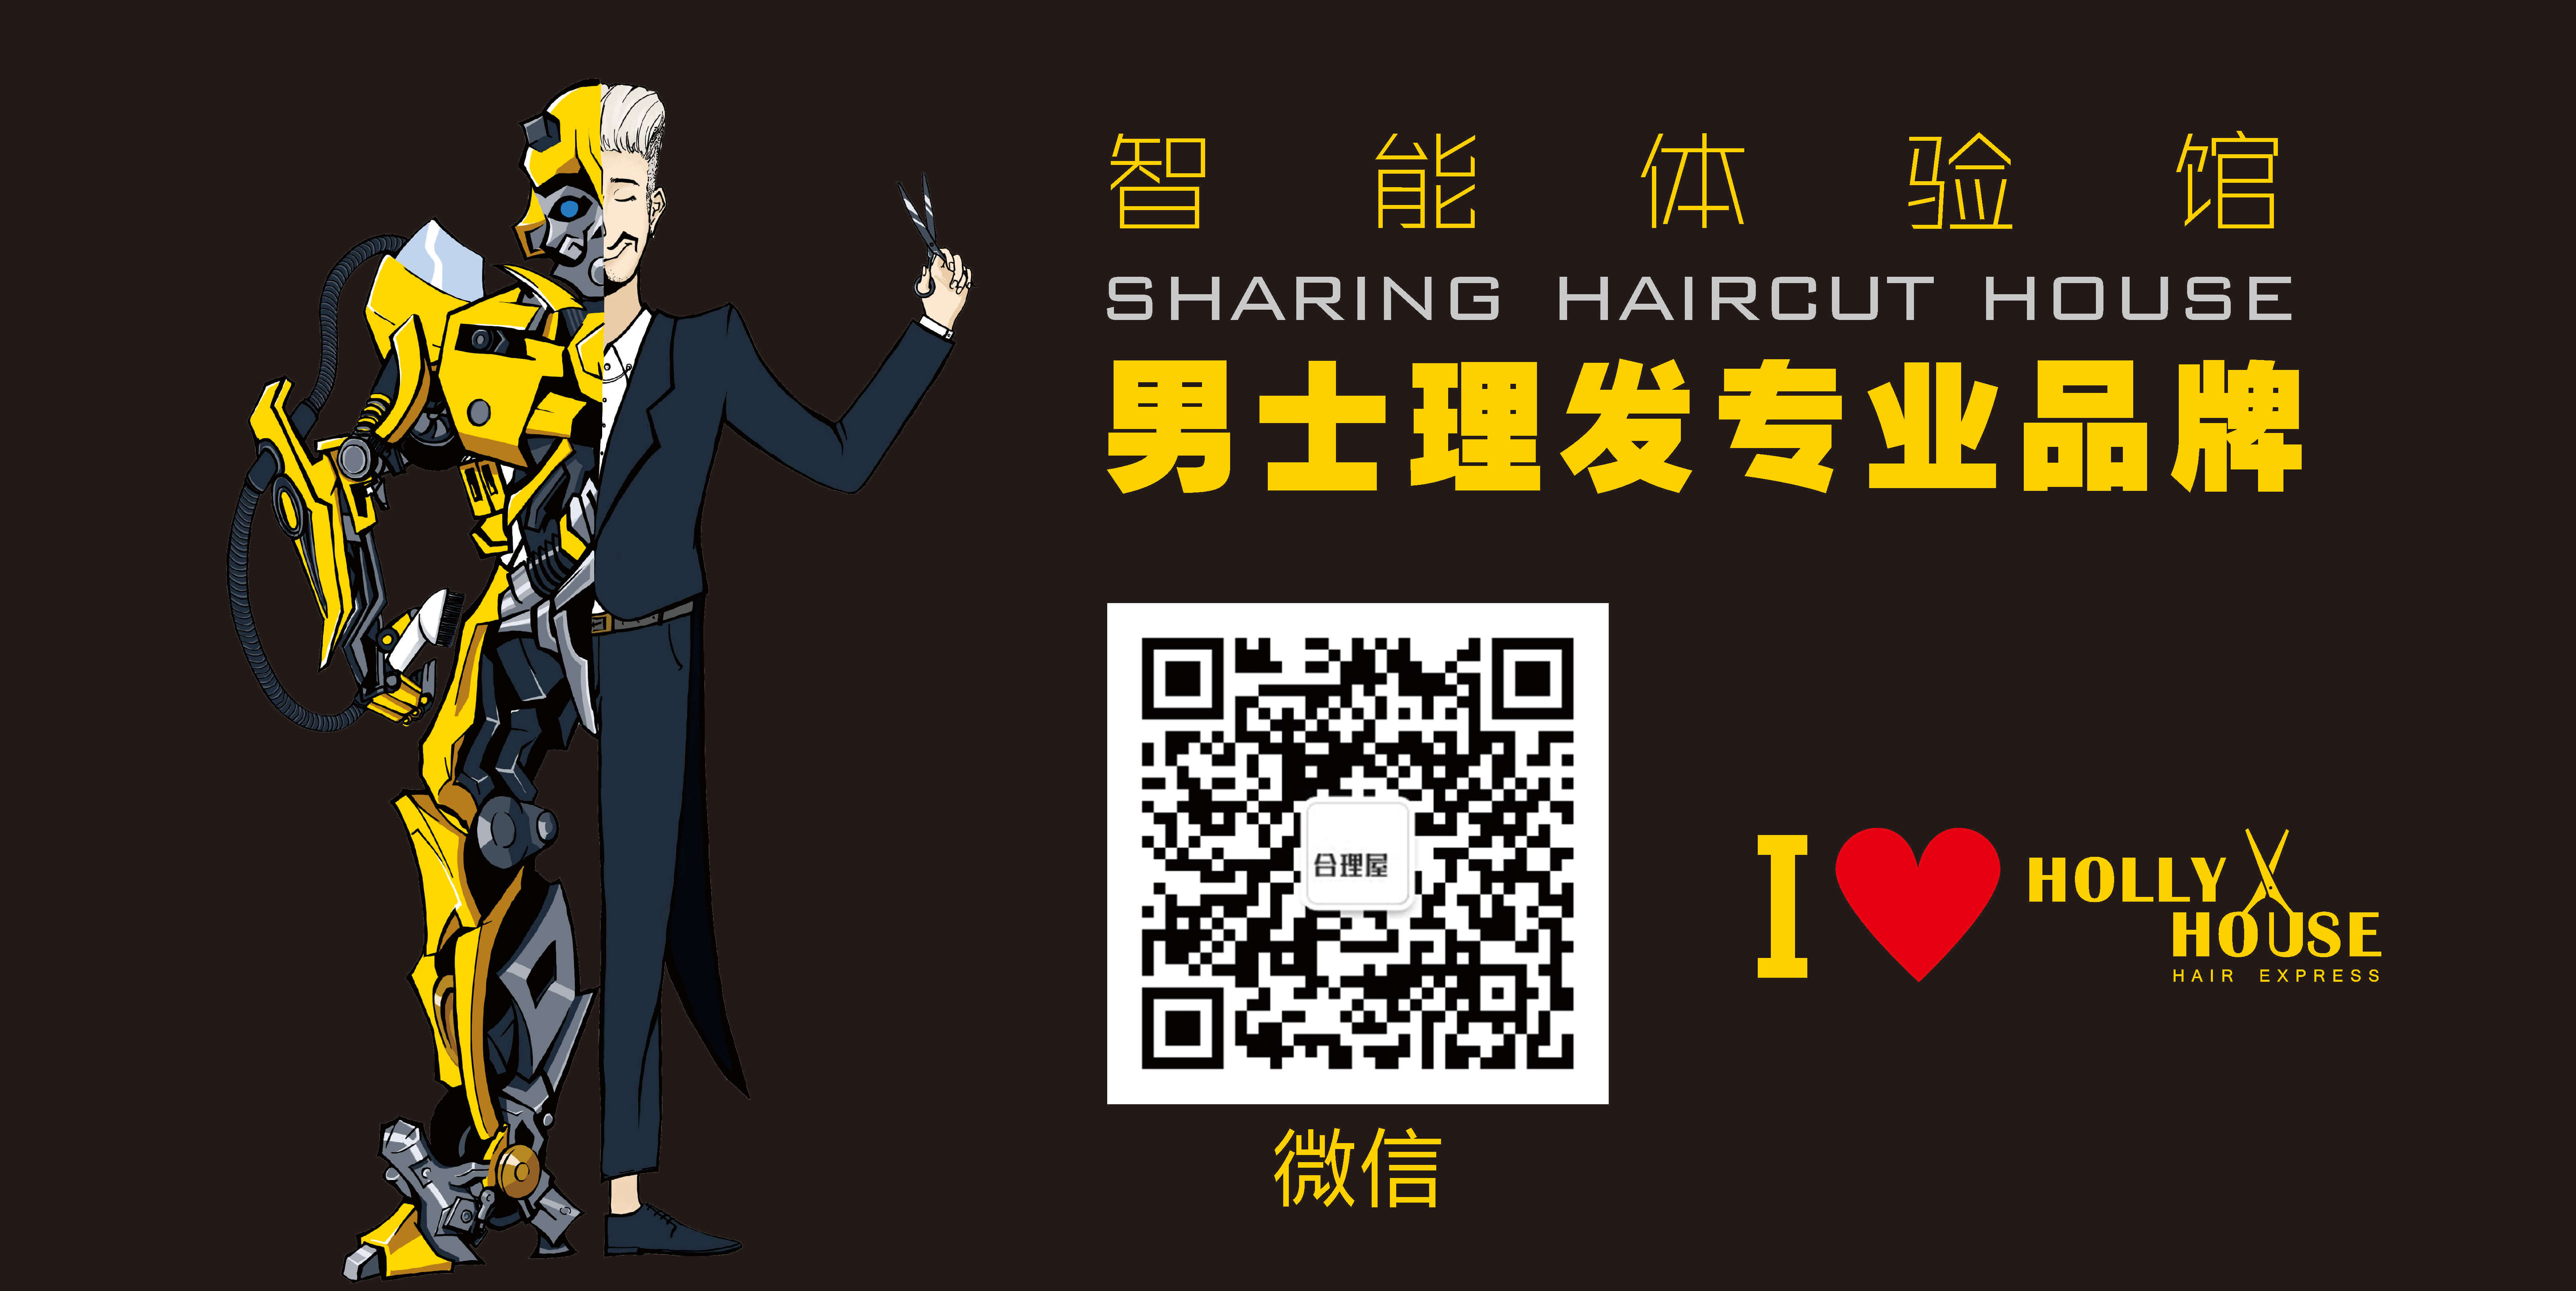 智能体验馆
SHARING HAIRCUT HOUSE
男士理发专业品牌
合理屋
微信
I
HOLLY
HOUSE
HAIR EXPRESS